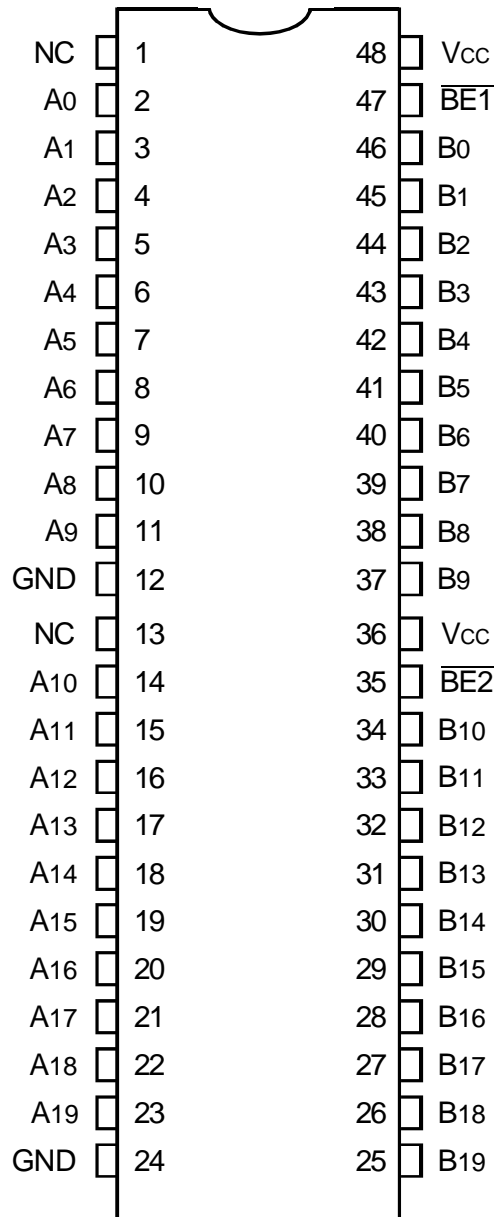 NC 1 48 Vcc
A0 2 47 BE1
A1 3 46 B0
A2 4 45 B1
A3 5 44 B2
A4 6 43 B3
A5 7 42 B4
A6 8 41 B5
A7 9 40 B6
A8 10 39 B7
A9 11 38 B8
GND 12 37 B9
NC 13 36 Vcc
A10 14 35 BE2
A11 15 34 B10
A12 16 33 B11
A13 17 32 B12
A14 18 31 B13
A15 19 30 B14
A16 20 29 B15
A17 21 28 B16
A18 22 27 B17
A19 23 26 B18
GND 24 25 B19